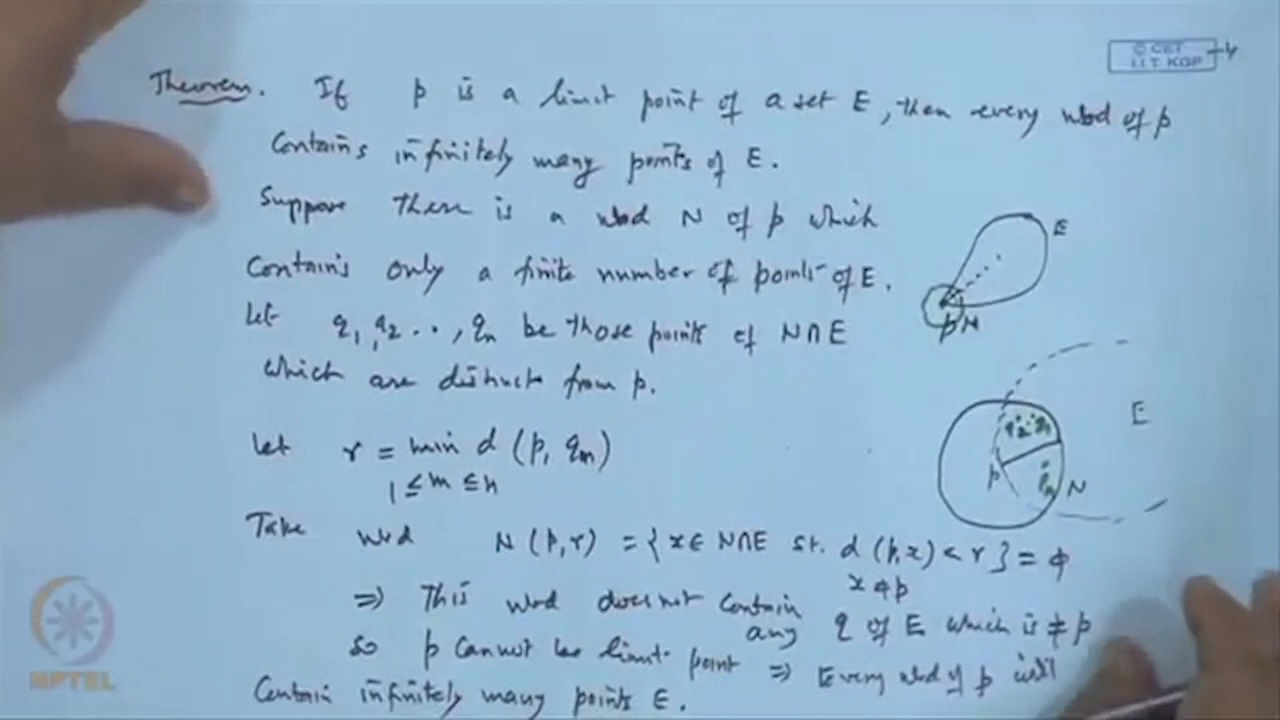 © CET
I.I.T. KGP
Theorem. If p is a limit point of a set E, then every nbd of p
Contains infinitely many points of E.
Suppose there is a nbd N of p which
Contains only a finite number of points of E.
Let q1, q2 .., qn be those points of N∩E
which are distinct from p.
Let r = min d (p, qm)
1 ≤ m ≤ n
Take nbd N (p, r) = { x ∈ N∩E st. d (p, x) < r } = φ
x ≠ p
⇒ This nbd does not contain
any q of E which is ≠ p
So p cannot be limit point ⇒ Every nbd of p will
Contain infinitely many points E.
E
p N
E
p
N
NPTEL